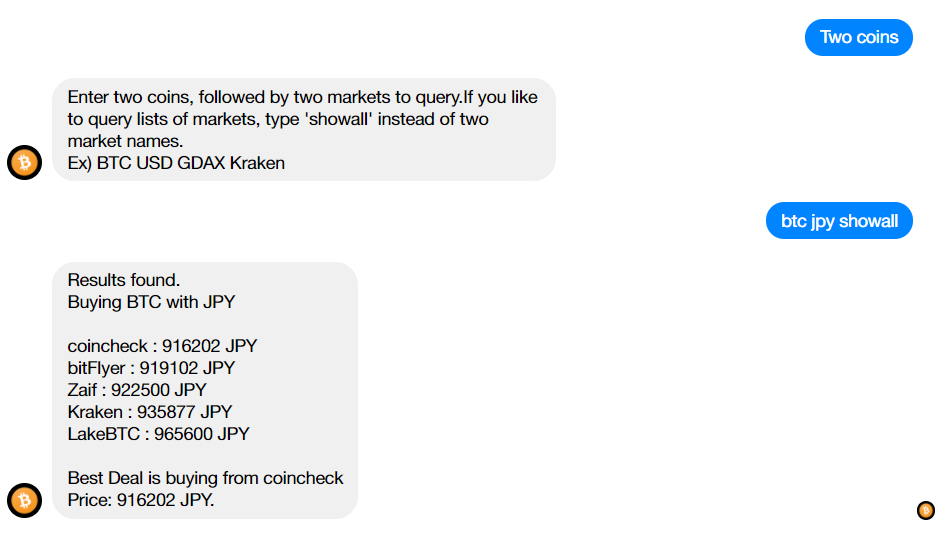 Two coins
Enter two coins, followed by two markets to query.If you like
to query lists of markets, type 'showall' instead of two
market names.
Ex) BTC USD GDAX Kraken
btc jpy showall
Results found.
Buying BTC with JPY
coincheck : 916202 JPY
bitFlyer : 919102 JPY
Zaif : 922500 JPY
Kraken : 935877 JPY
LakeBTC : 965600 JPY
Best Deal is buying from coincheck
Price: 916202 JPY.